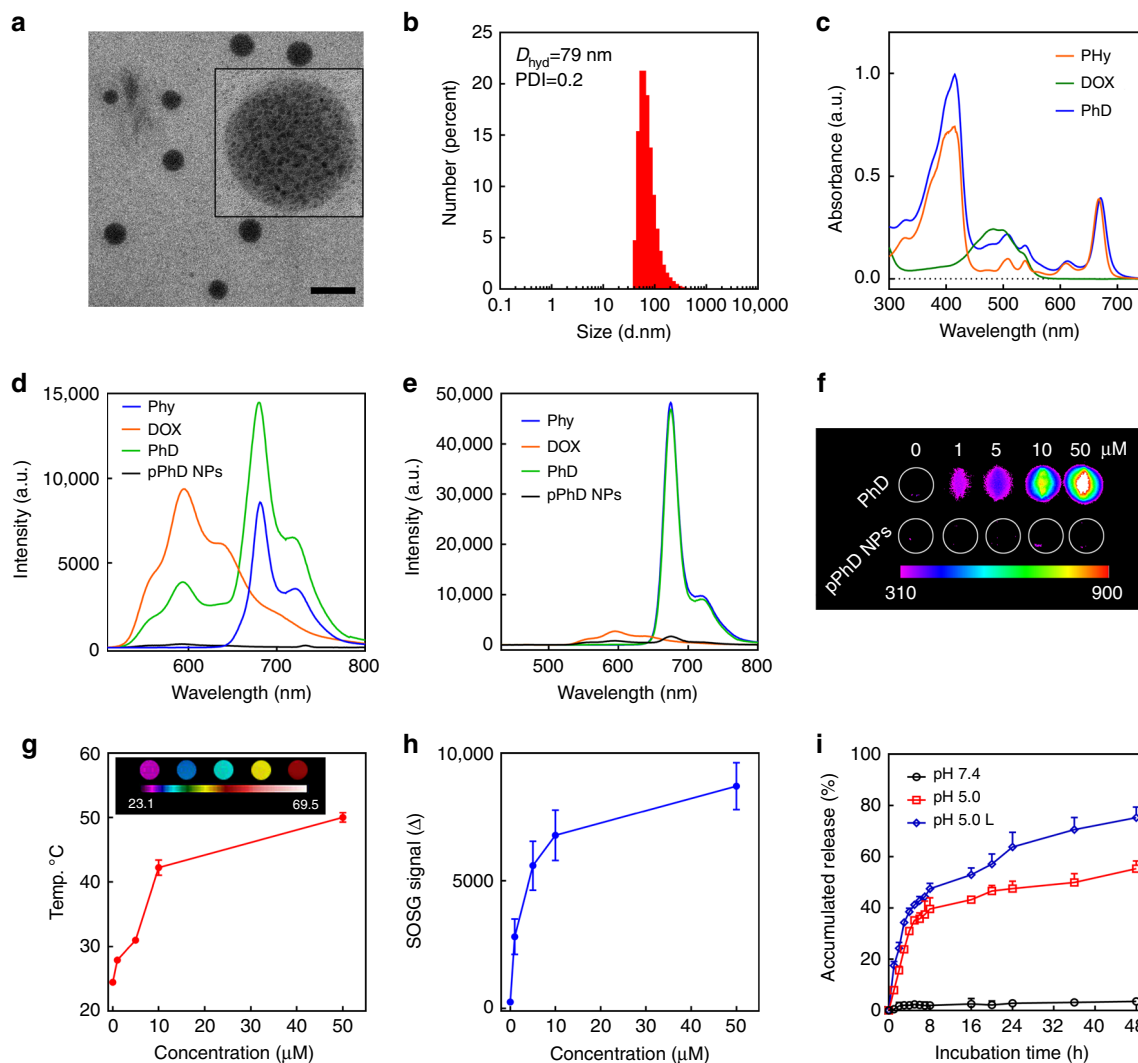 a
b
D hyd=79 nm
PDI=0.2
25
20
15
10
5
0
Number (percent)
0.1 1 10 100 1000 10,000
Size (d.nm)
c
PHy
DOX
PhD
1.0
0.0
Absorbance (a.u.)
300 400 500 600 700
Wavelength (nm)
d
15,000
10,000
5000
0
Intensity (a.u.)
Phy
DOX
PhD
pPhD NPs
600 700 800
Wavelength (nm)
e
50,000
40,000
30,000
20,000
10,000
0
Intensity (a.u.)
Phy
DOX
PhD
pPhD NPs
500 600 700 800
Wavelength (nm)
f
0 1 5 10 50 μM
PhD
pPhD NPs
310 900
g
60
50
40
30
20
Temp. °C
23.1 69.5
0 10 20 30 40 50
Concentration (μM)
h
10,000
5000
0
SOSG signal (Δ)
0 10 20 30 40 50
Concentration (μM)
i
100
80
60
40
20
0
Accumulated release (%)
pH 7.4
pH 5.0
pH 5.0 L
0 8 16 24 32 40 48
Incubation time (h)